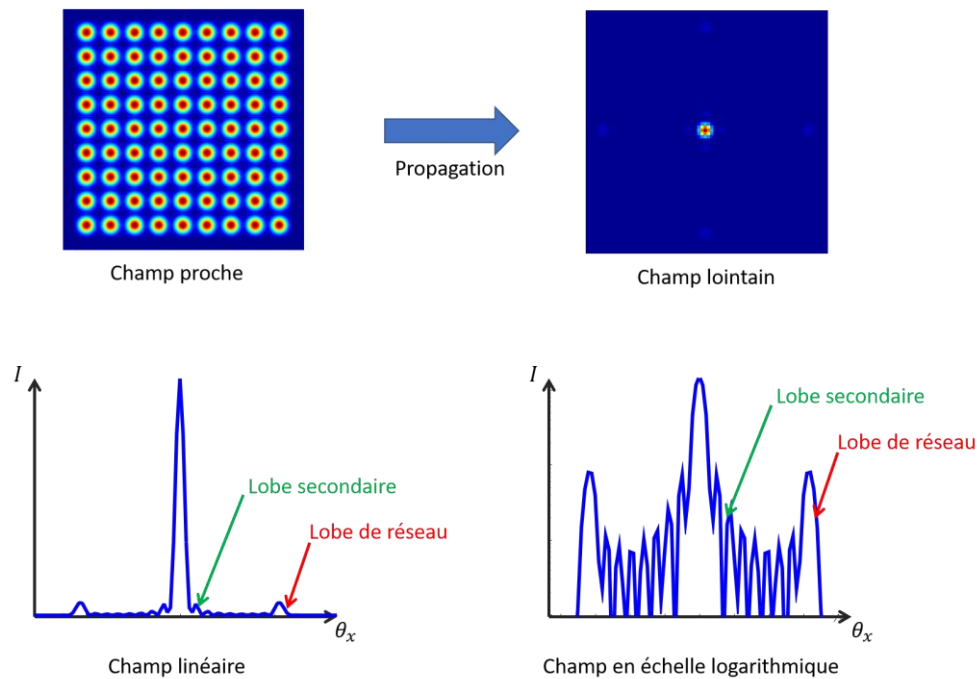 Propagation
Champ proche
Champ lointain
I
Lobe secondaire
Lobe de réseau
θx
Champ linéaire
I
Lobe secondaire
Lobe de réseau
θx
Champ en échelle logarithmique